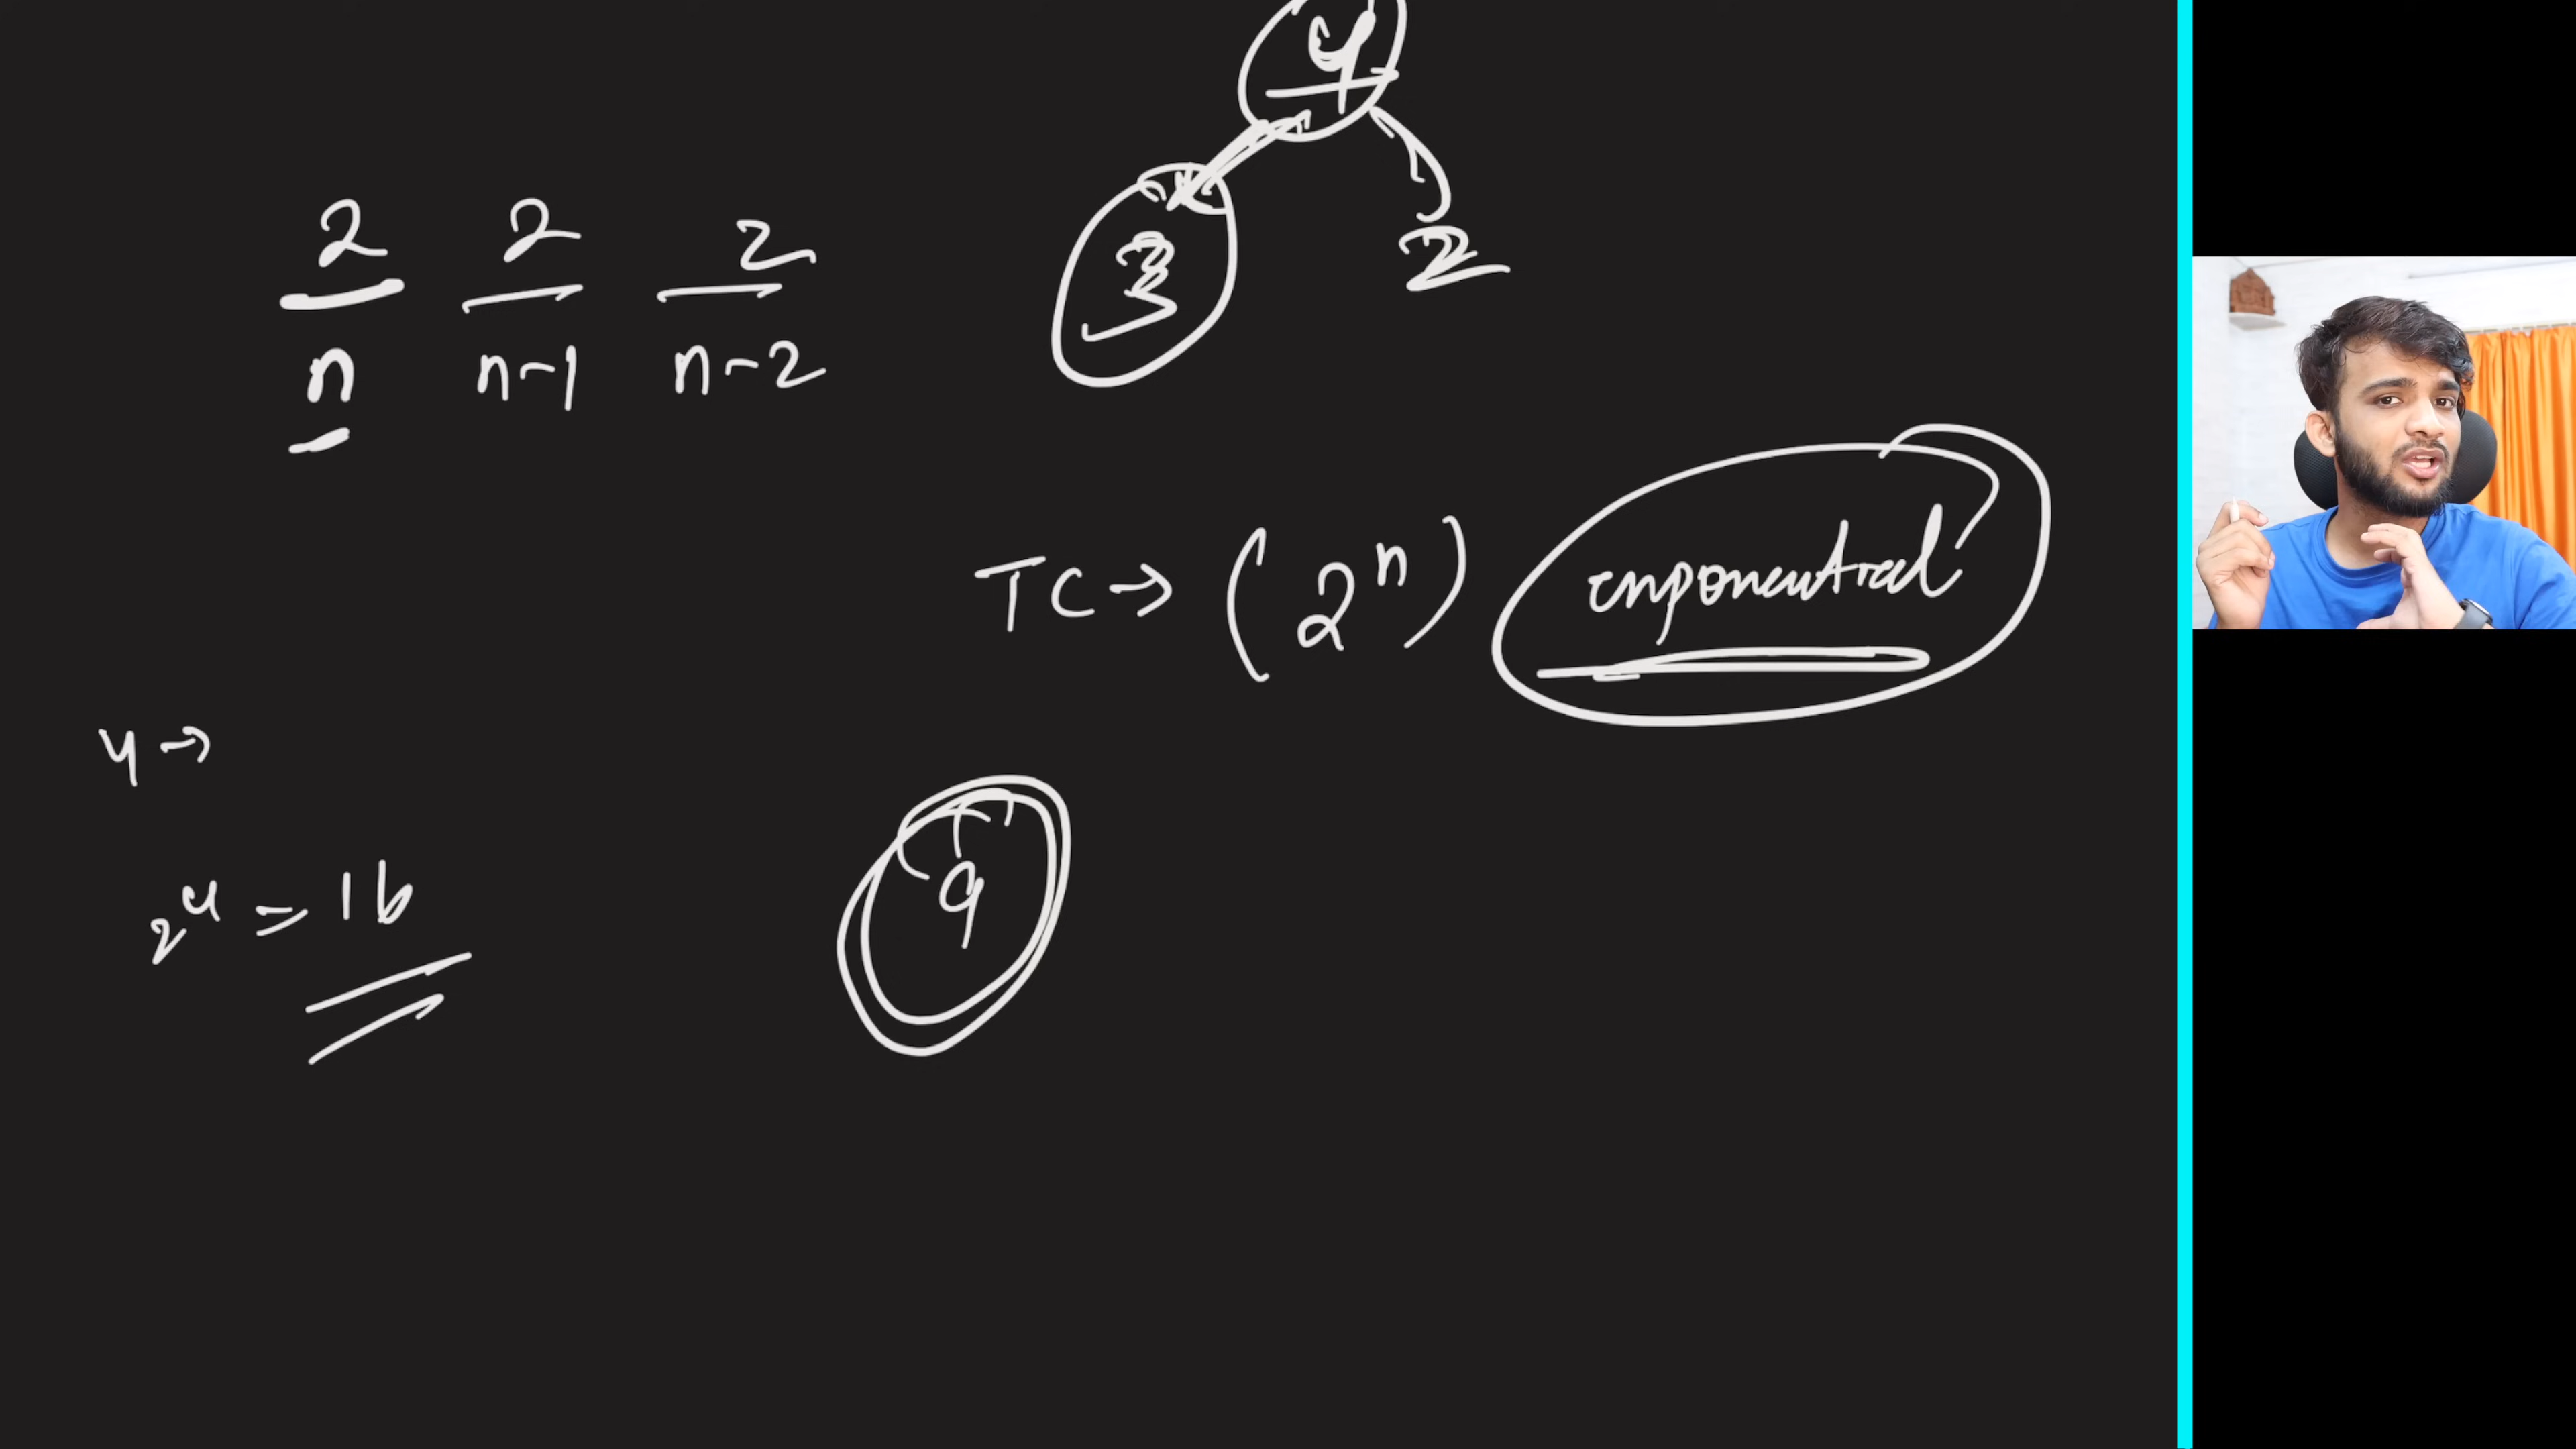 4
3 2
2 2 2
n n-1 n-2
TC → (2ⁿ) exponential
4 →
2⁴ = 16
9